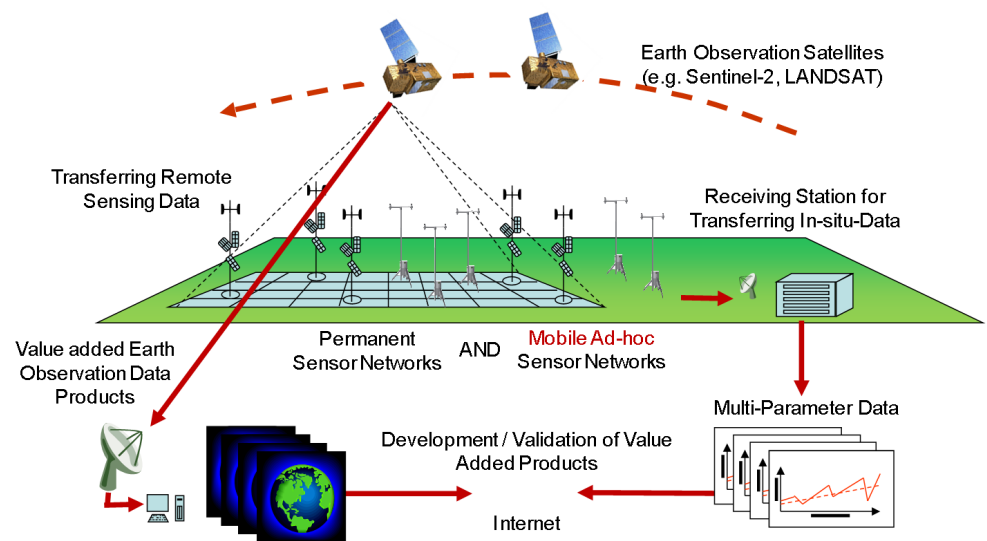 Earth Observation Satellites
(e.g. Sentinel-2, LANDSAT)
Transferring Remote
Sensing Data
Receiving Station for
Transferring In-situ-Data
Permanent
Sensor Networks
AND
Mobile Ad-hoc
Sensor Networks
Value added Earth
Observation Data
Products
Multi-Parameter Data
Development / Validation of Value
Added Products
Internet